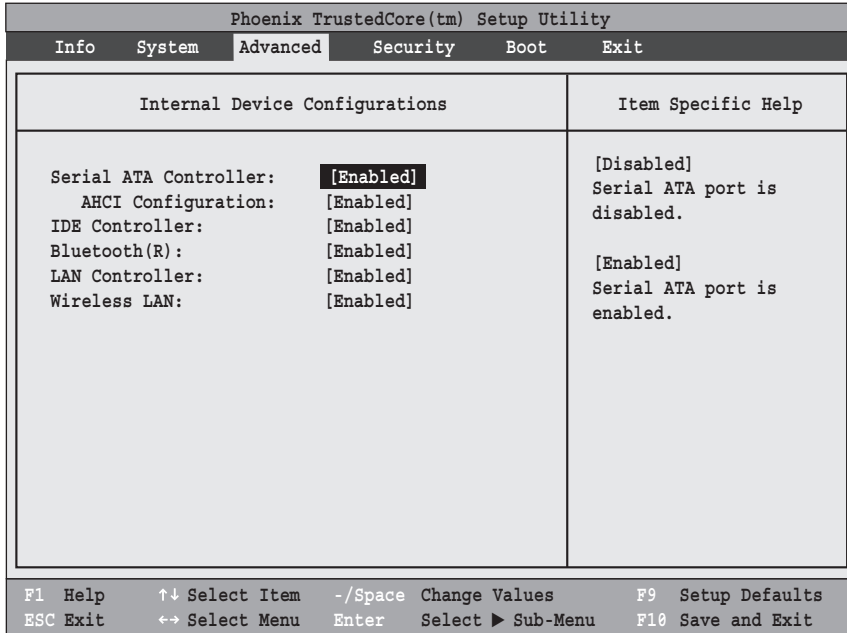 Phoenix TrustedCore(tm) Setup Utility
Info System Advanced Security Boot Exit
Internal Device Configurations
Serial ATA Controller: [Enabled]
AHCI Configuration: [Enabled]
IDE Controller: [Enabled]
Bluetooth(R): [Enabled]
LAN Controller: [Enabled]
Wireless LAN: [Enabled]
Item Specific Help
[Disabled]
Serial ATA port is
disabled.
[Enabled]
Serial ATA port is
enabled.
F1 Help ↑↓ Select Item -/Space Change Values F9 Setup Defaults
ESC Exit ←→ Select Menu Enter Select ▶ Sub-Menu F10 Save and Exit